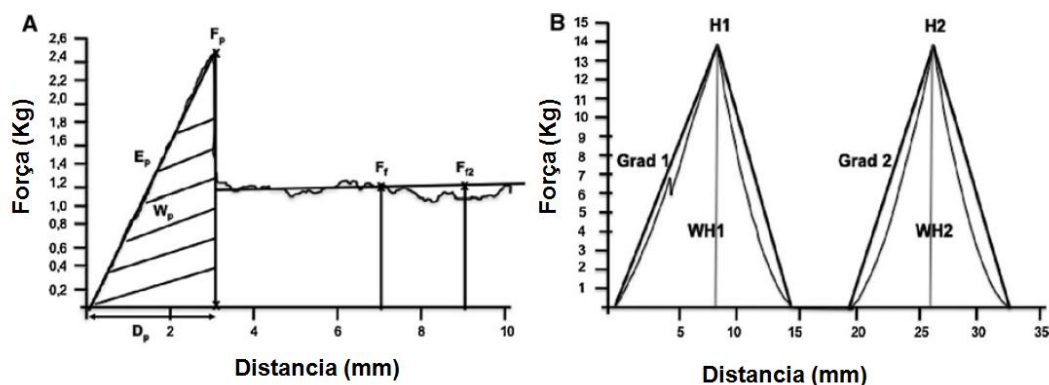 A
Força (Kg)
2,6
2,4
2,0
1,8
1,6
1,4
1,2
1,0
0,8
0,6
0,4
0,2
Fp
Ep
Wp
Ff
Ff2
Dp
2
4
6
8
10
Distancia (mm)
B
Força (Kg)
15
14
13
12
11
10
9
8
7
6
5
4
3
2
1
H1
H2
Grad 1
Grad 2
WH1
WH2
5
10
15
20
25
30
35
Distancia (mm)